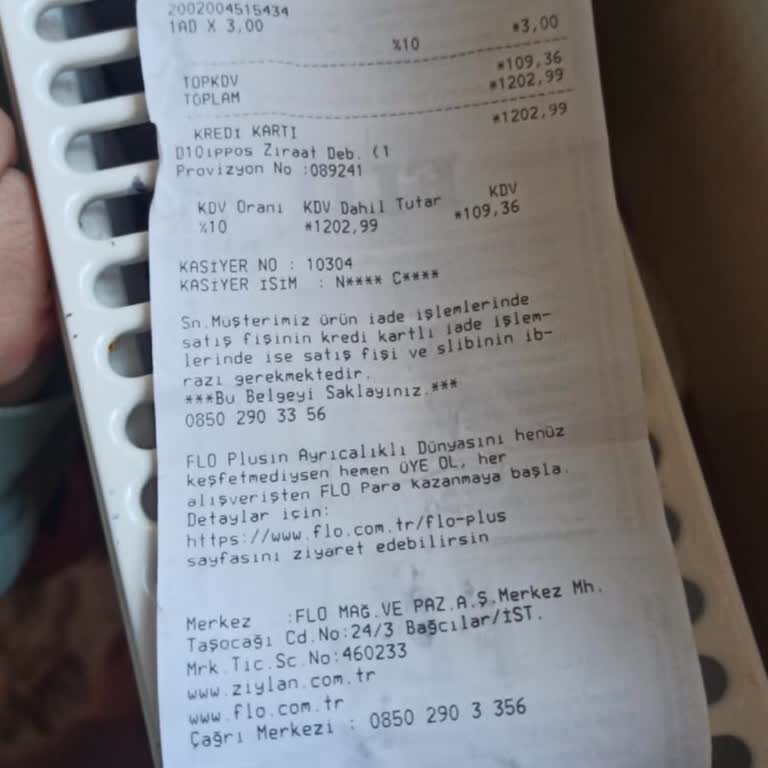 2002004515434
1AD X 3,00
%10 *3,00
TOPKDV *109,36
TOPLAM *1202,99
KREDİ KARTI *1202,99
010ıPPOS Ziraat Deb. (1
Provizyon No :089241
KDV Oranı KDV Dahil Tutar KDV
%10 *1202,99 *109,36
KASİYER NO : 10304
KASİYER ISIM : N**** C****
Sn.Müşterimiz ürün iade işlemlerinde
satış fişinin kredi kartlı iade işlem-
lerinde ise satış fişi ve slibinin ib-
razı gerekmektedir.
***Bu Belgeyi Saklayınız.***
0850 290 33 56
FLO Plusın Ayrıcalıklı Dünyasını henüz
keşfetmediysen hemen ÜYE OL, her
alışverişten FLO Para kazanmaya başla.
Detaylar için:
https://www.flo.com.tr/flo-plus
sayfasını ziyaret edebilirsin
Merkez :FLO MAĞ.VE PAZ.A.Ş.Merkez Mh.
Taşocağı Cd.No:24/3 Bağcılar/İST.
Mrk.Tic.Sc.No:460233
www.ziylan.com.tr
www.flo.com.tr
Çağrı Merkezi : 0850 290 3 356